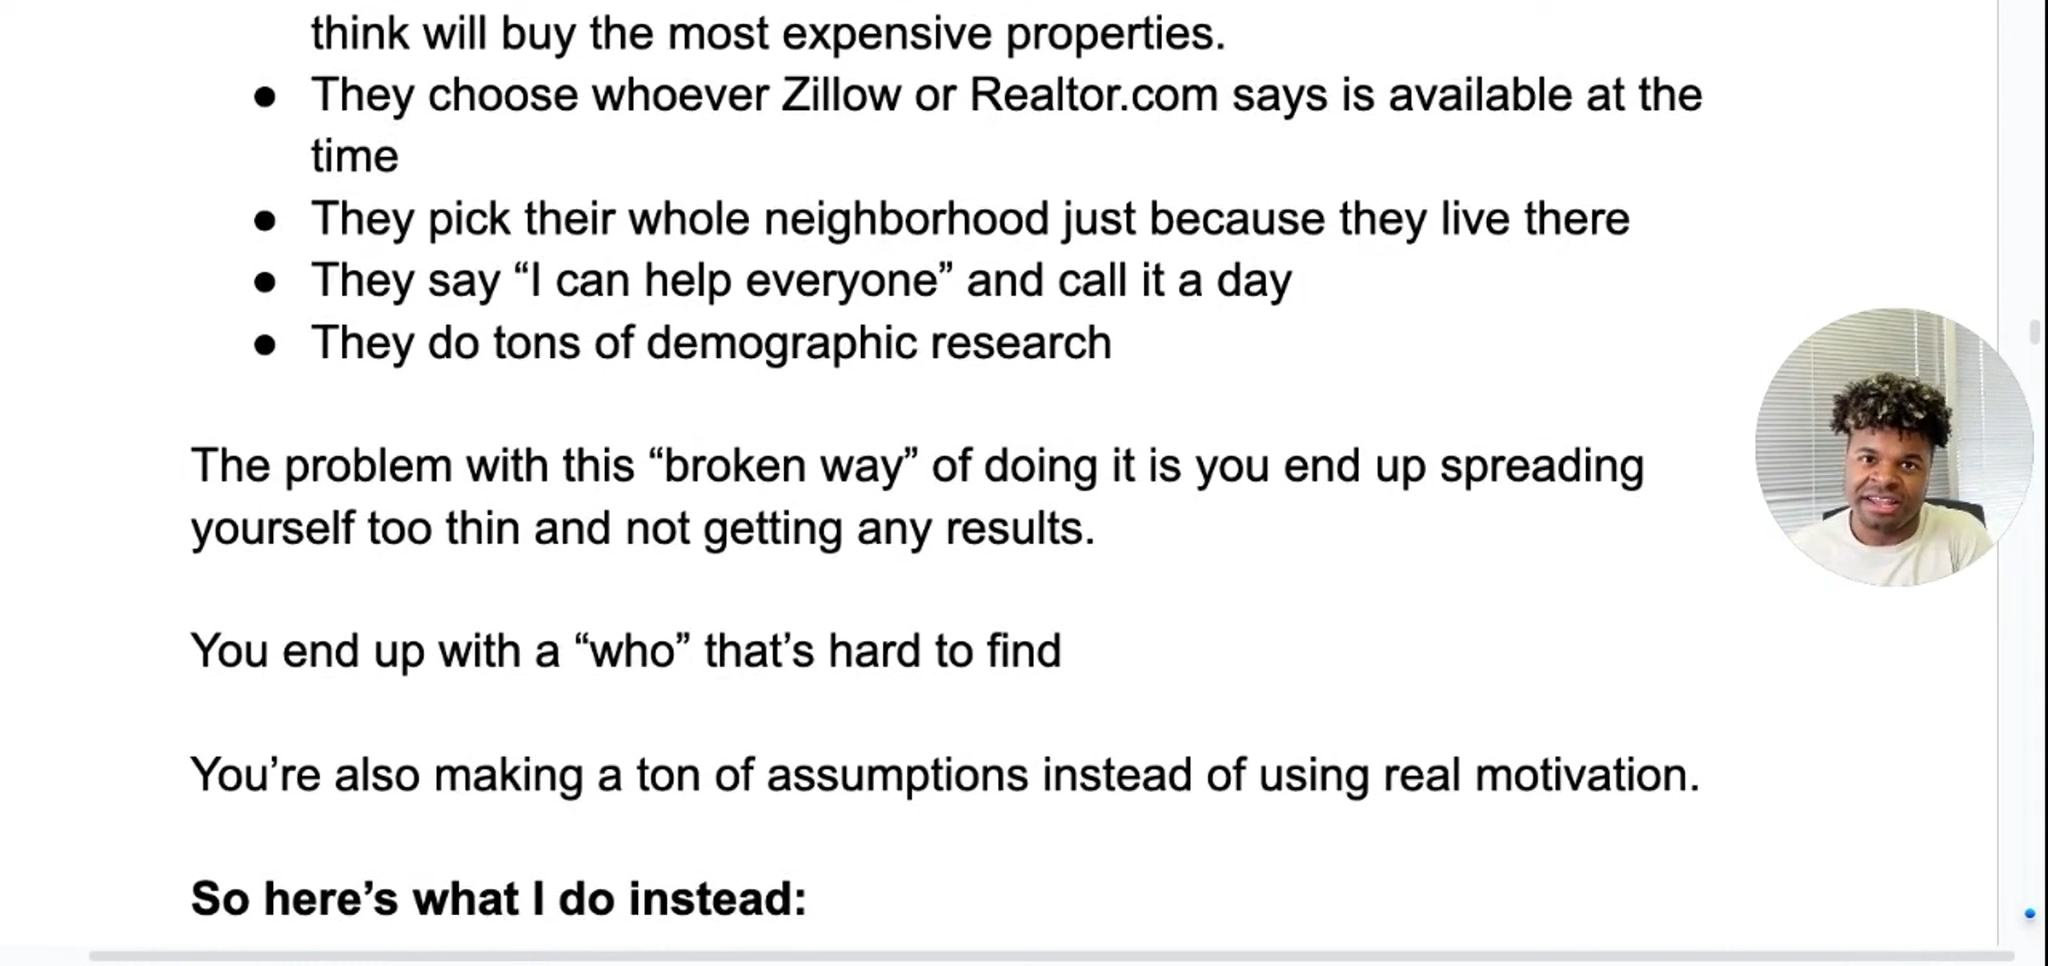 think will buy the most expensive properties.
● They choose whoever Zillow or Realtor.com says is available at the
time
● They pick their whole neighborhood just because they live there
● They say “I can help everyone” and call it a day
● They do tons of demographic research
The problem with this “broken way” of doing it is you end up spreading
yourself too thin and not getting any results.
You end up with a “who” that’s hard to find
You’re also making a ton of assumptions instead of using real motivation.
So here’s what I do instead: